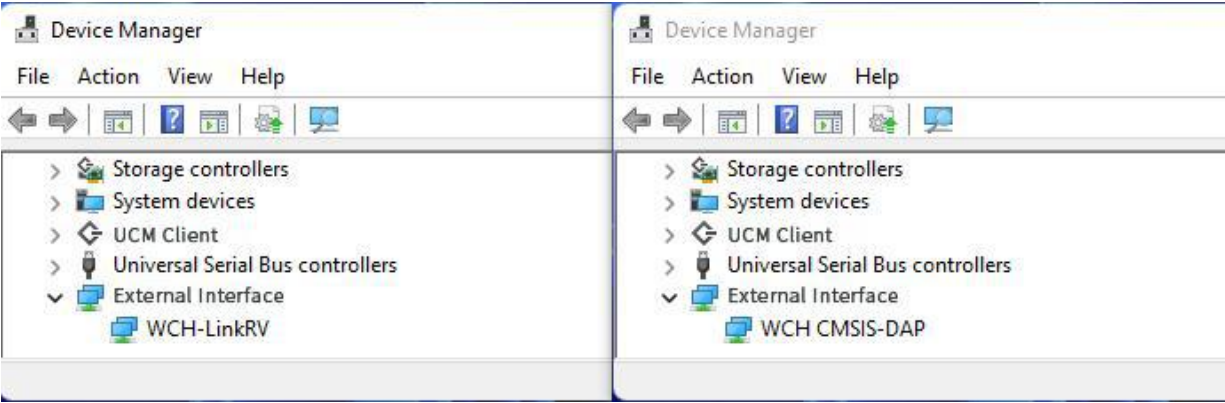 Device Manager
File Action View Help
Storage controllers
System devices
UCM Client
Universal Serial Bus controllers
External Interface
WCH-LinkRV
Device Manager
File Action View Help
Storage controllers
System devices
UCM Client
Universal Serial Bus controllers
External Interface
WCH CMSIS-DAP